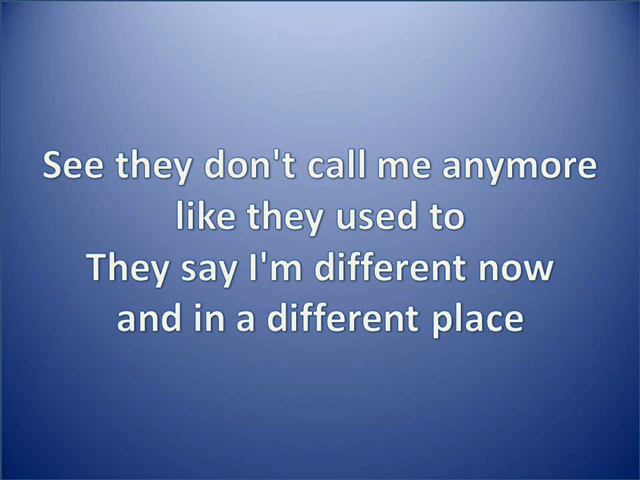 See they don't call me anymore
like they used to
They say I'm different now
and in a different place